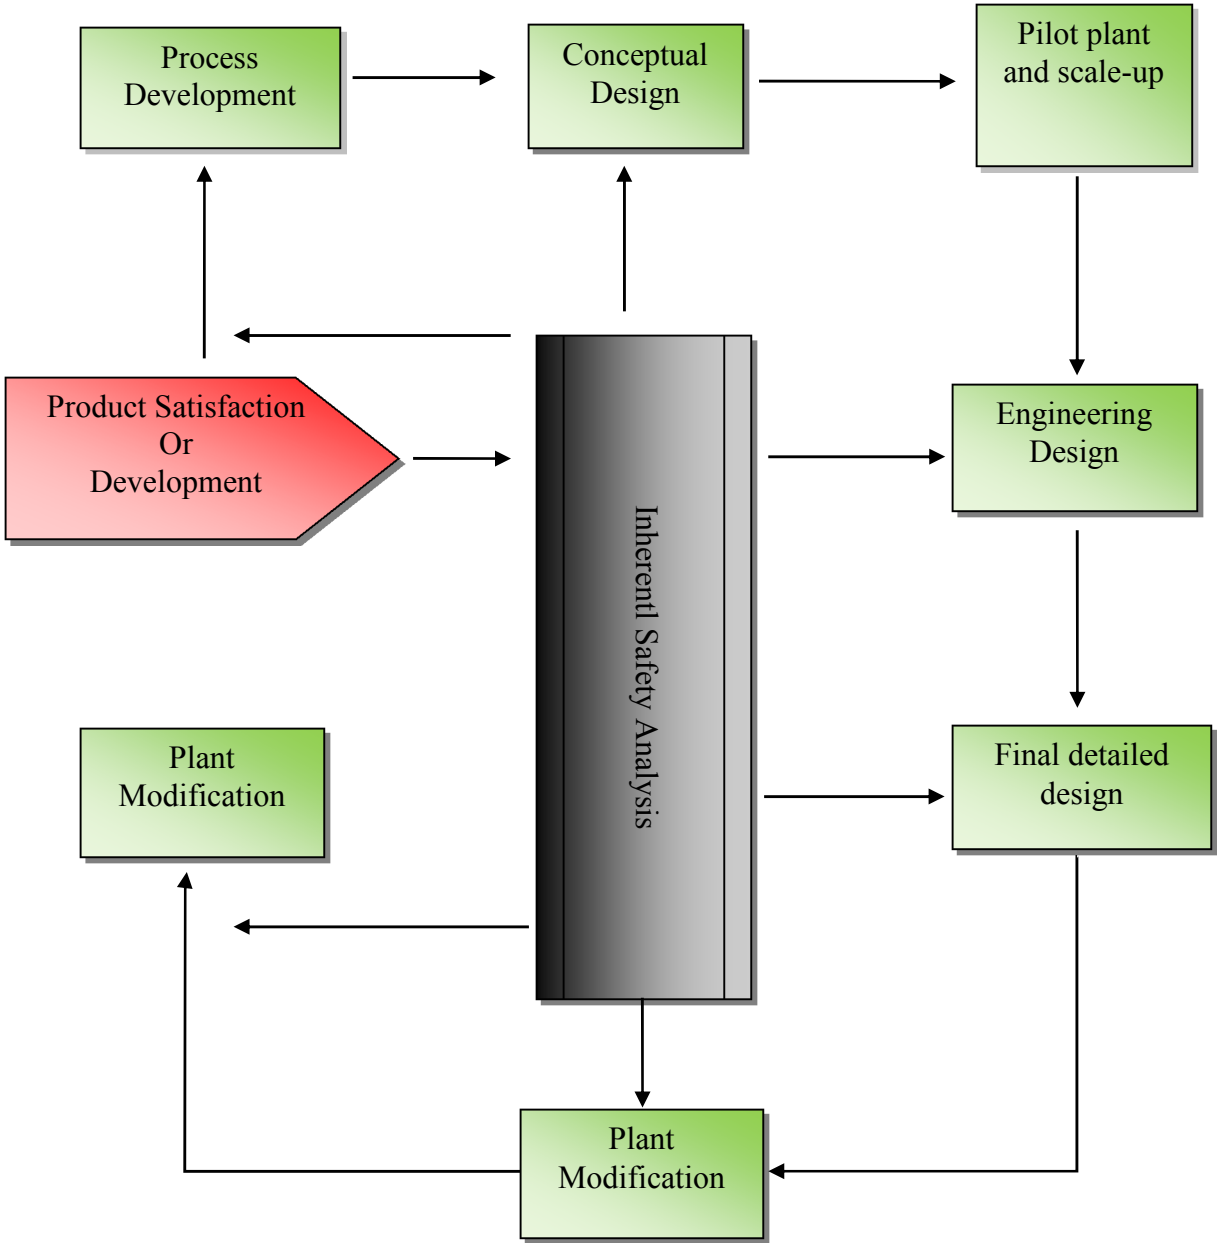 Process
Development
Conceptual
Design
Pilot plant
and scale-up
Product Satisfaction
Or
Development
Engineering
Design
Inherentl Safety Analysis
Plant
Modification
Final detailed
design
Plant
Modification